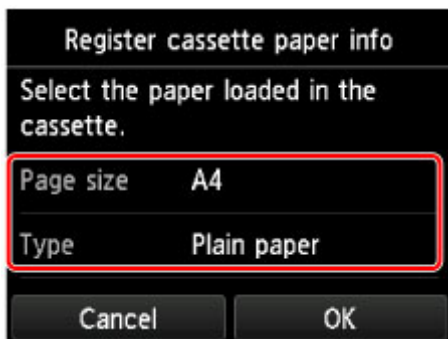 Register cassette paper info
Select the paper loaded in the
cassette.
Page size A4
Type Plain paper
Cancel OK